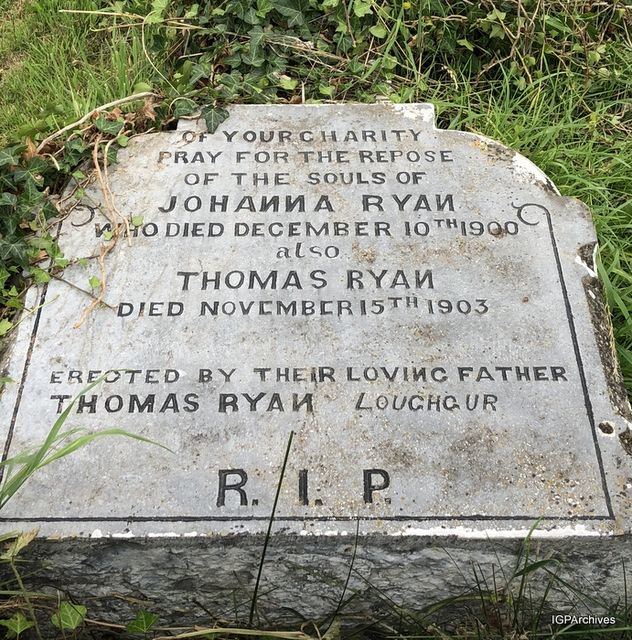 OF YOUR CHARITY
PRAY FOR THE REPOSE
OF THE SOULS OF
JOHANNA RYAN
WHO DIED DECEMBER 10TH 1900
also
THOMAS RYAN
DIED NOVEMBER 15TH 1903
ERECTED BY THEIR LOVING FATHER
THOMAS RYAN LOUGHGUR
R. I. P.
IGPArchives